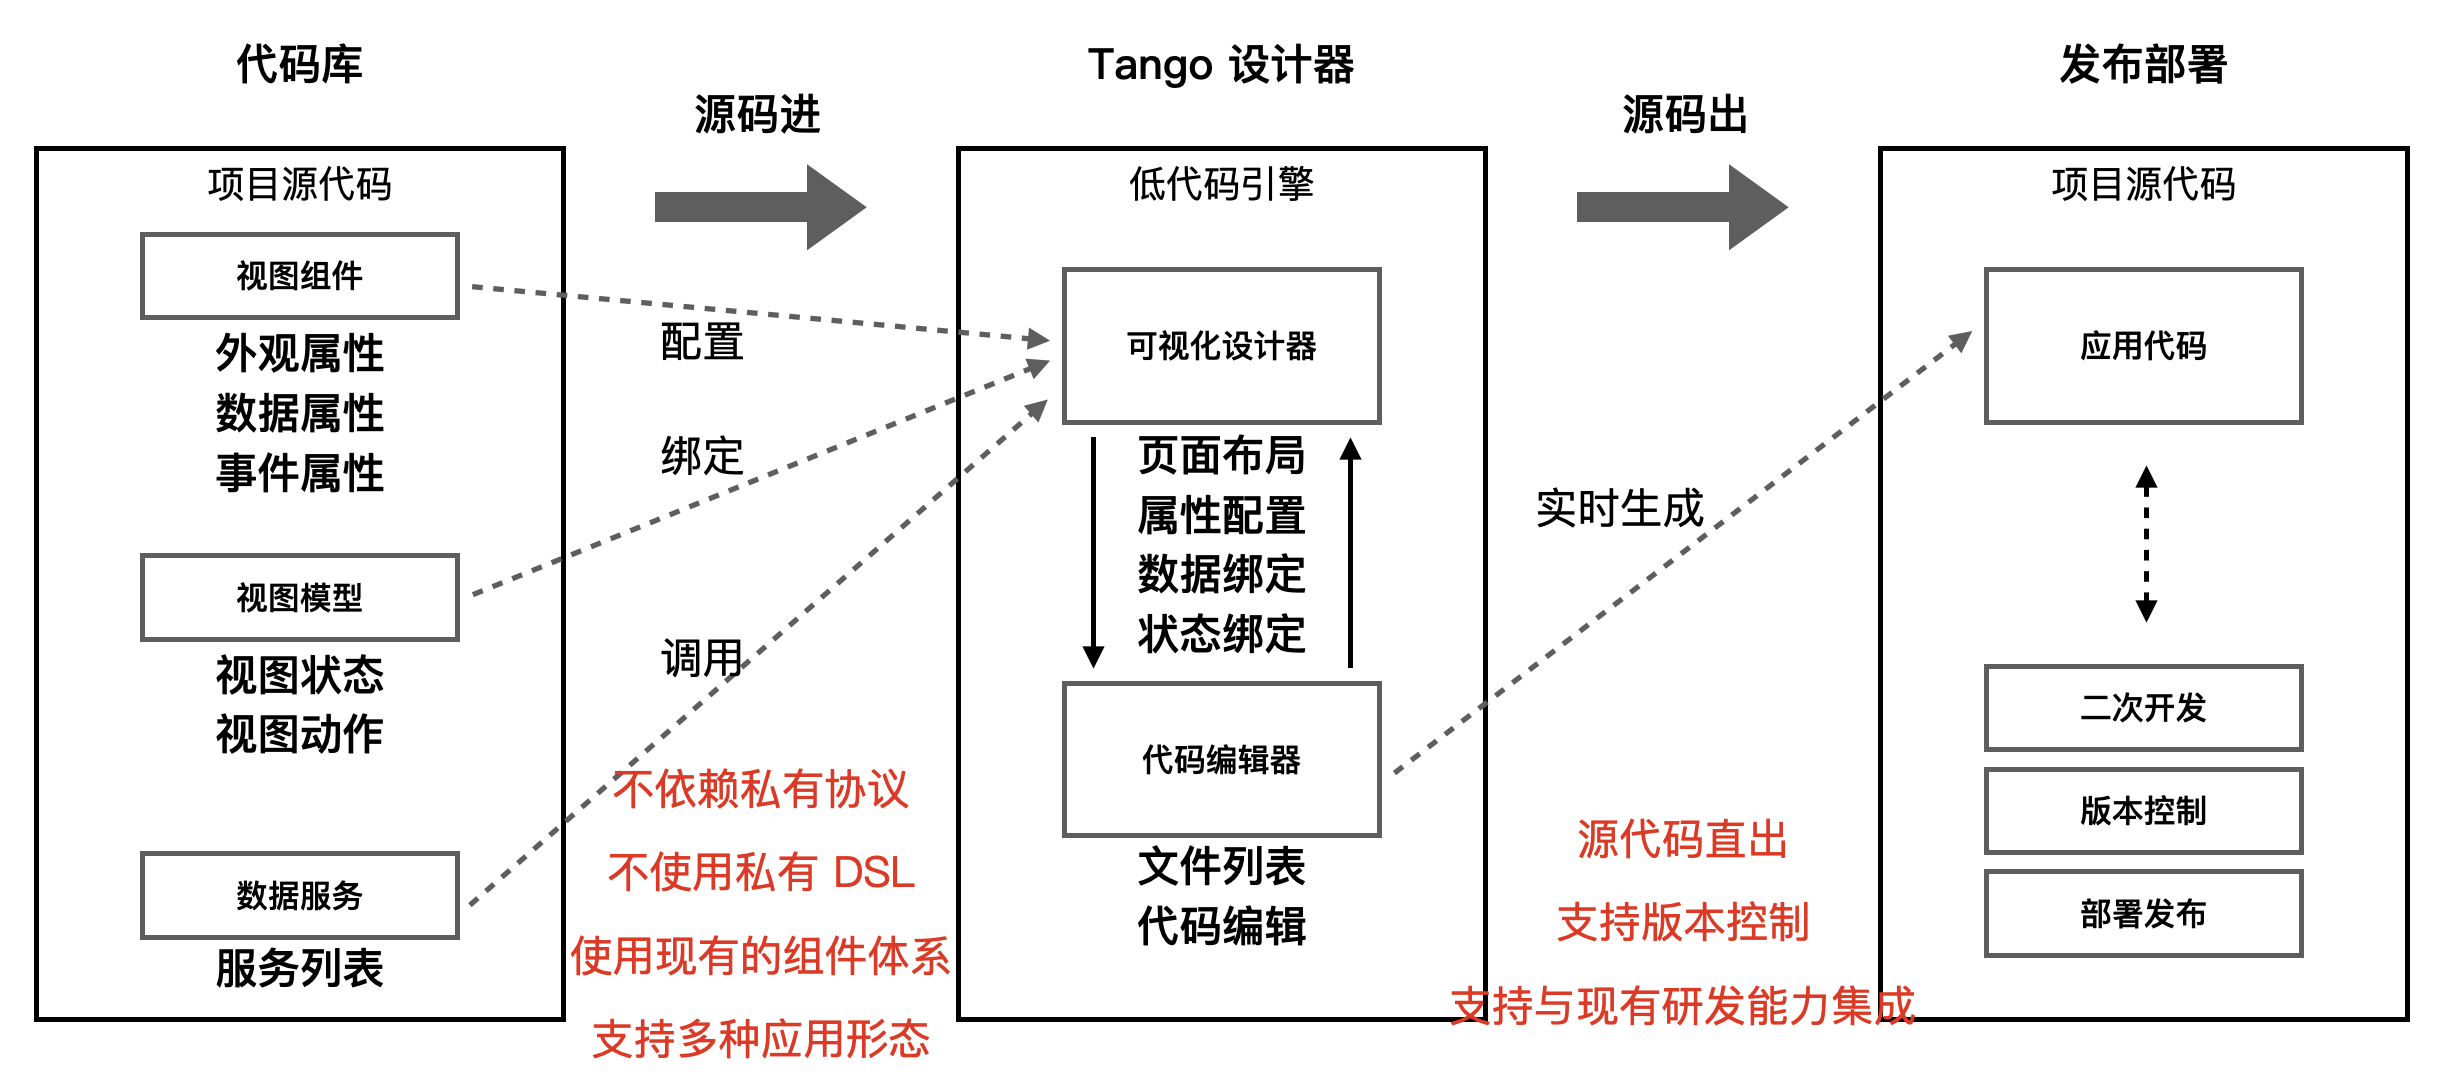 代码库
源码进
Tango 设计器
源码出
发布部署
项目源代码
视图组件
外观属性
数据属性
事件属性
视图模型
视图状态
视图动作
数据服务
服务列表
配置
绑定
调用
不依赖私有协议
不使用私有 DSL
使用现有的组件体系
支持多种应用形态
低代码引擎
可视化设计器
页面布局
属性配置
数据绑定
状态绑定
代码编辑器
文件列表
代码编辑
实时生成
源代码直出
支持版本控制
支持与现有研发能力集成
项目源代码
应用代码
二次开发
版本控制
部署发布